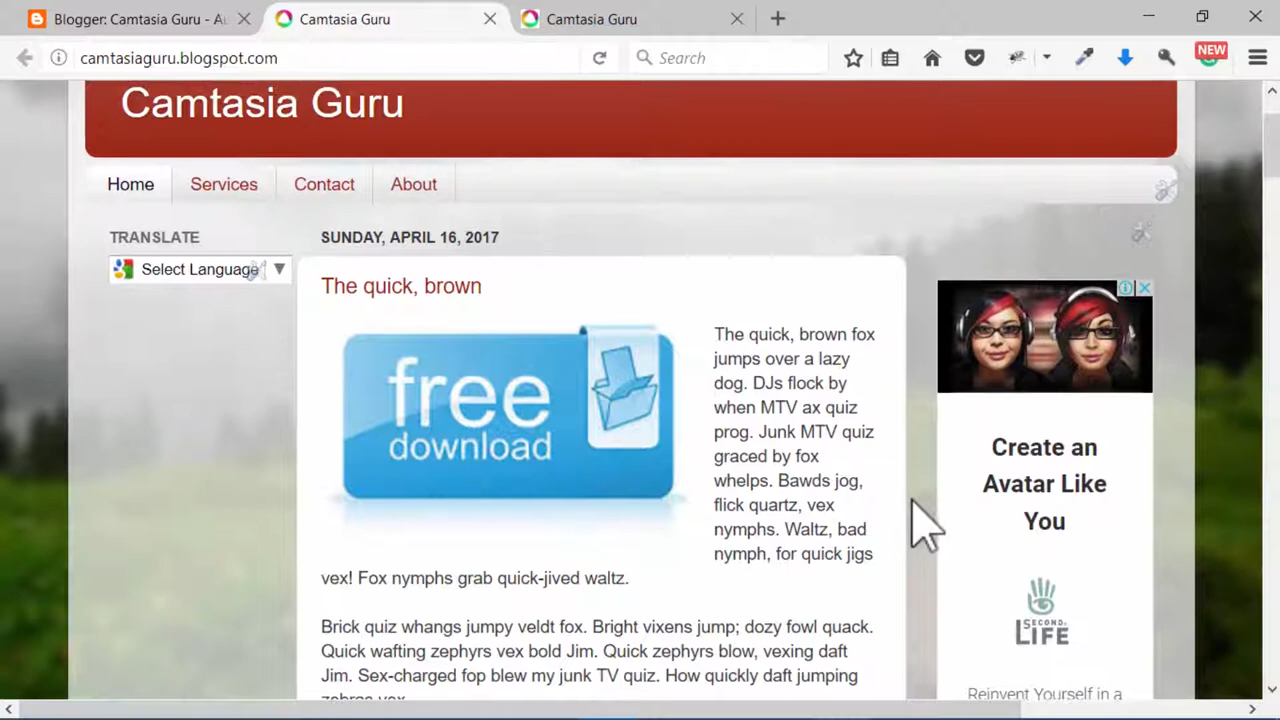 Blogger: Camtasia Guru - A
Camtasia Guru
Camtasia Guru
camtasiaguru.blogspot.com
Search
NEW
Camtasia Guru
Home
Services
Contact
About
TRANSLATE
Select Language
SUNDAY, APRIL 16, 2017
The quick, brown
free
download
The quick, brown fox
jumps over a lazy
dog. DJs flock by
when MTV ax quiz
prog. Junk MTV quiz
graced by fox
whelps. Bawds jog,
flick quartz, vex
nymphs. Waltz, bad
nymph, for quick jigs
vex! Fox nymphs grab quick-jived waltz.
Brick quiz whangs jumpy veldt fox. Bright vixens jump; dozy fowl quack.
Quick wafting zephyrs vex bold Jim. Quick zephyrs blow, vexing daft
Jim. Sex-charged fop blew my junk TV quiz. How quickly daft jumping
zebras vex.
Create an
Avatar Like
You
SECOND
LIFE
Reinvent Yourself in a